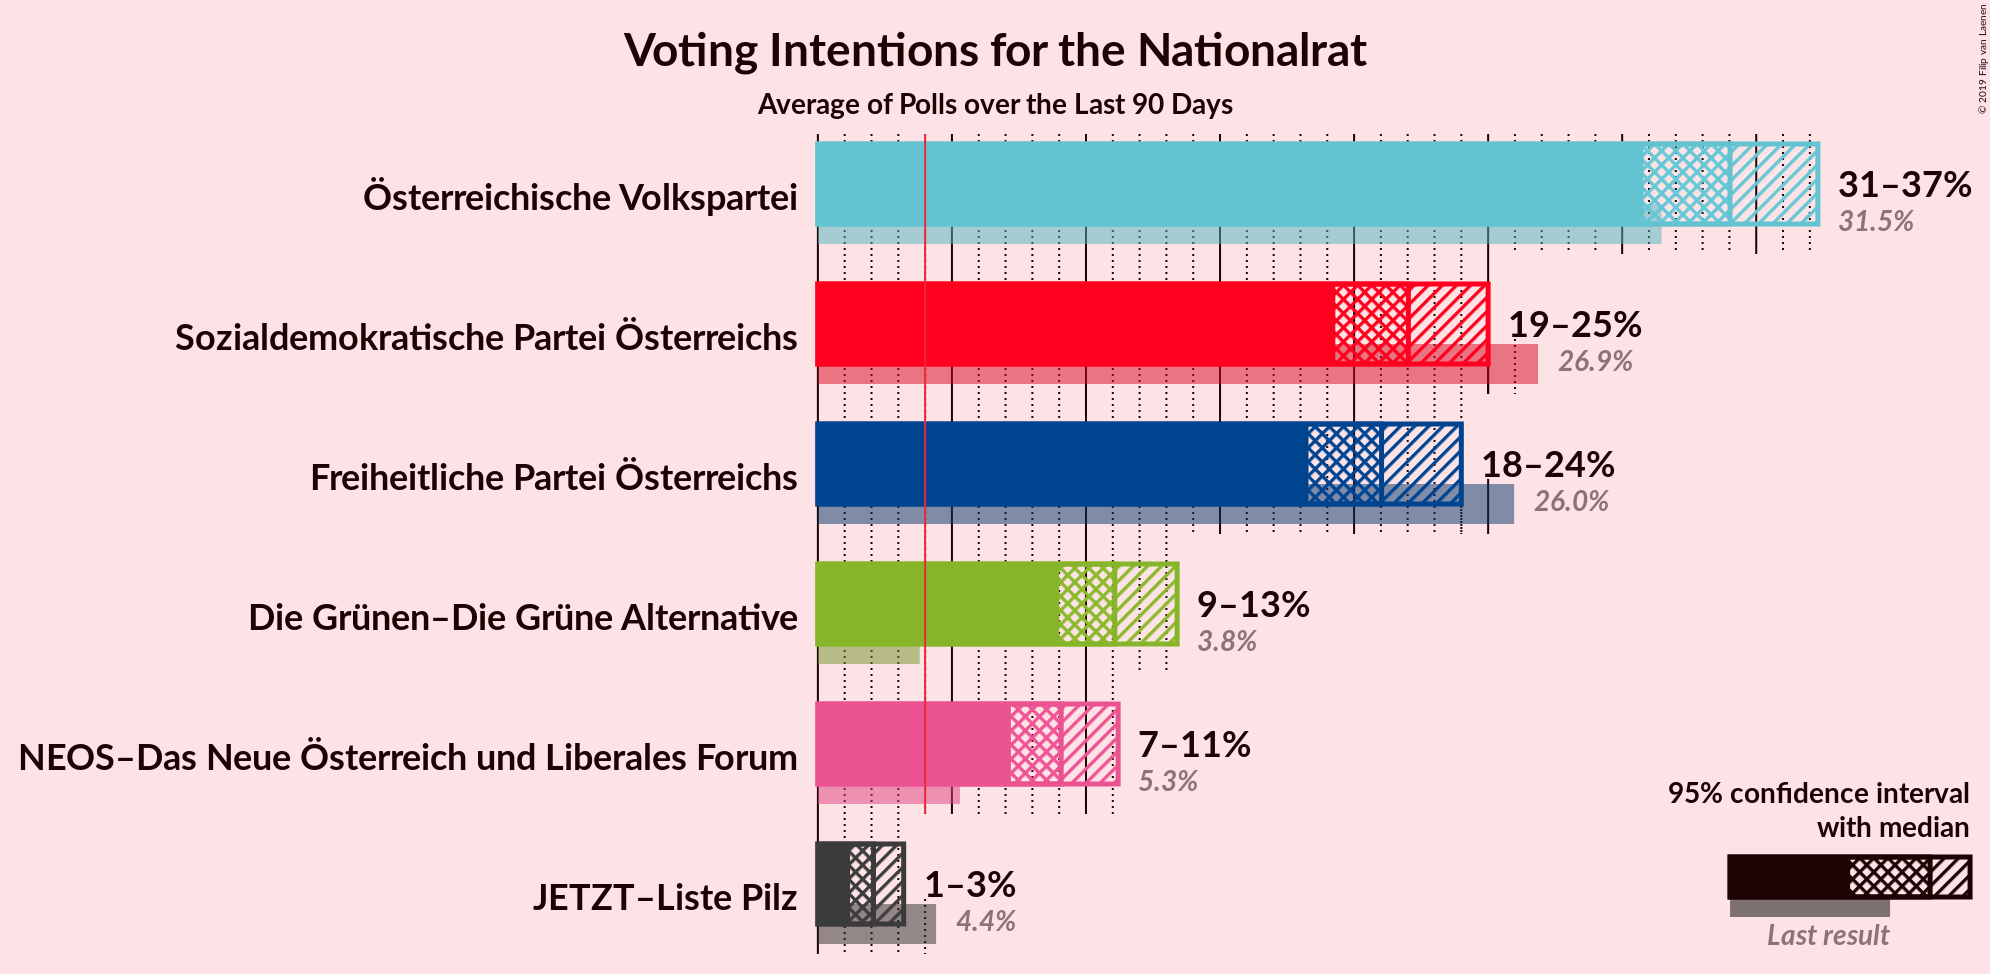 Voting Intentions for the Nationalrat
Average of Polls over the Last 90 Days
© 2019 Filip van Laenen
Österreichische Volkspartei
31–37%
31.5%
Sozialdemokratische Partei Österreichs
19–25%
26.9%
Freiheitliche Partei Österreichs
18–24%
26.0%
Die Grünen–Die Grüne Alternative
9–13%
3.8%
NEOS–Das Neue Österreich und Liberales Forum
7–11%
5.3%
JETZT–Liste Pilz
1–3%
4.4%
95% confidence interval
with median
Last result